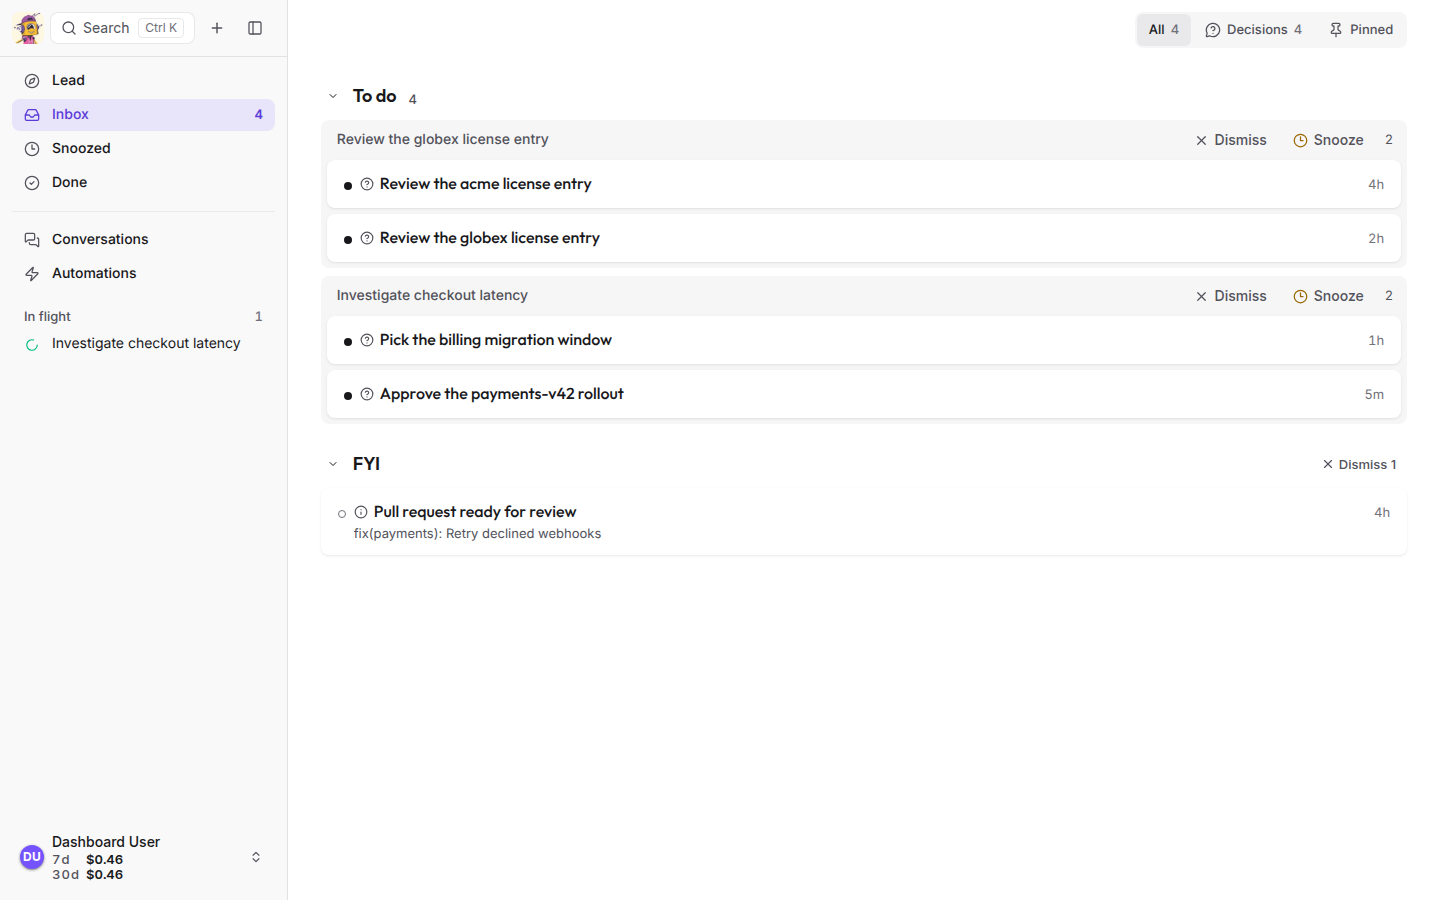 Search Ctrl K
Lead
Inbox 4
Snoozed
Done
Conversations
Automations
In flight 1
Investigate checkout latency
Dashboard User
DU
7d $0.46
30d $0.46
All 4 Decisions 4 Pinned
To do 4
Review the globex license entry Dismiss Snooze 2
Review the acme license entry 4h
Review the globex license entry 2h
Investigate checkout latency Dismiss Snooze 2
Pick the billing migration window 1h
Approve the payments-v42 rollout 5m
FYI Dismiss 1
Pull request ready for review 4h
fix(payments): Retry declined webhooks